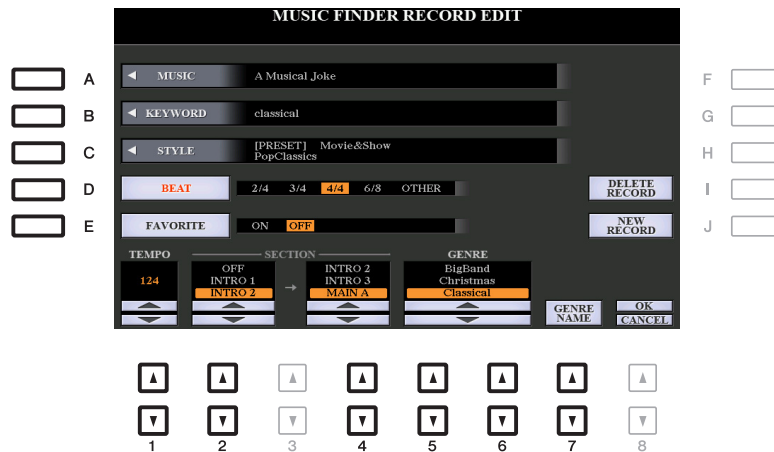 MUSIC FINDER RECORD EDIT
A MUSIC A Musical Joke F
B KEYWORD classical G
C STYLE [PRESET] Movie&Show
PopClassics H
D BEAT 2/4 3/4 4/4 6/8 OTHER DELETE
RECORD I
E FAVORITE ON OFF NEW
RECORD J
TEMPO SECTION GENRE
OFF INTRO 2 BigBand
124 INTRO 1 → INTRO 3 Christmas
INTRO 2 MAIN A Classical
GENRE
NAME
OK
CANCEL
1 2 3 4 5 6 7 8